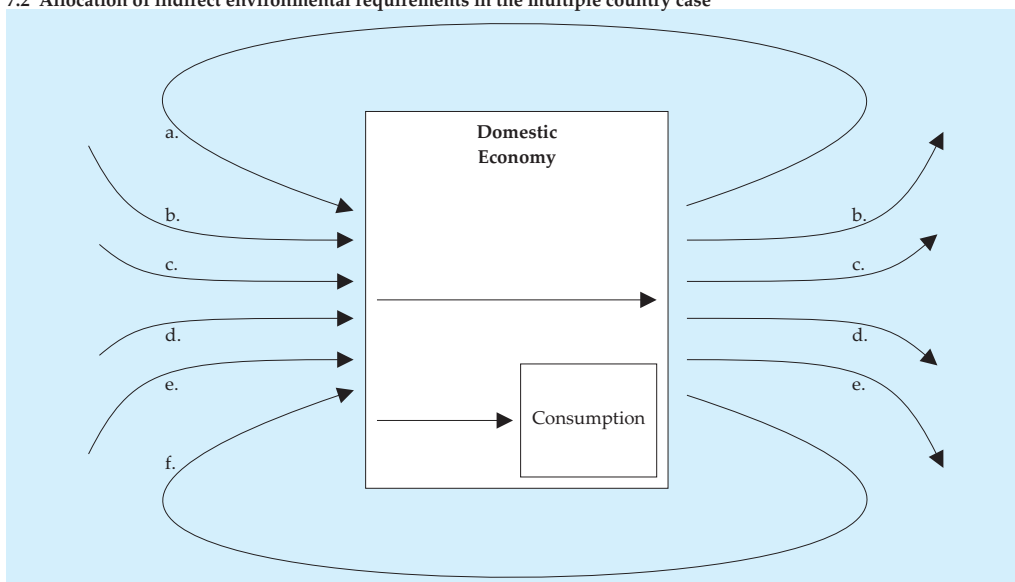 7.2 Allocation of indirect environmental requirements in the multiple country case
Domestic
Economy
a.
b.
b.
c.
c.
d.
d.
e.
e.
Consumption
f.